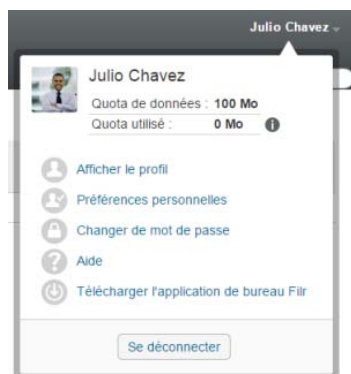 Julio Chavez
Julio Chavez
Quota de données : 100 Mo
Quota utilisé : 0 Mo
Afficher le profil
Préférences personnelles
Changer de mot de passe
Aide
Télécharger l'application de bureau Filr
Se déconnecter